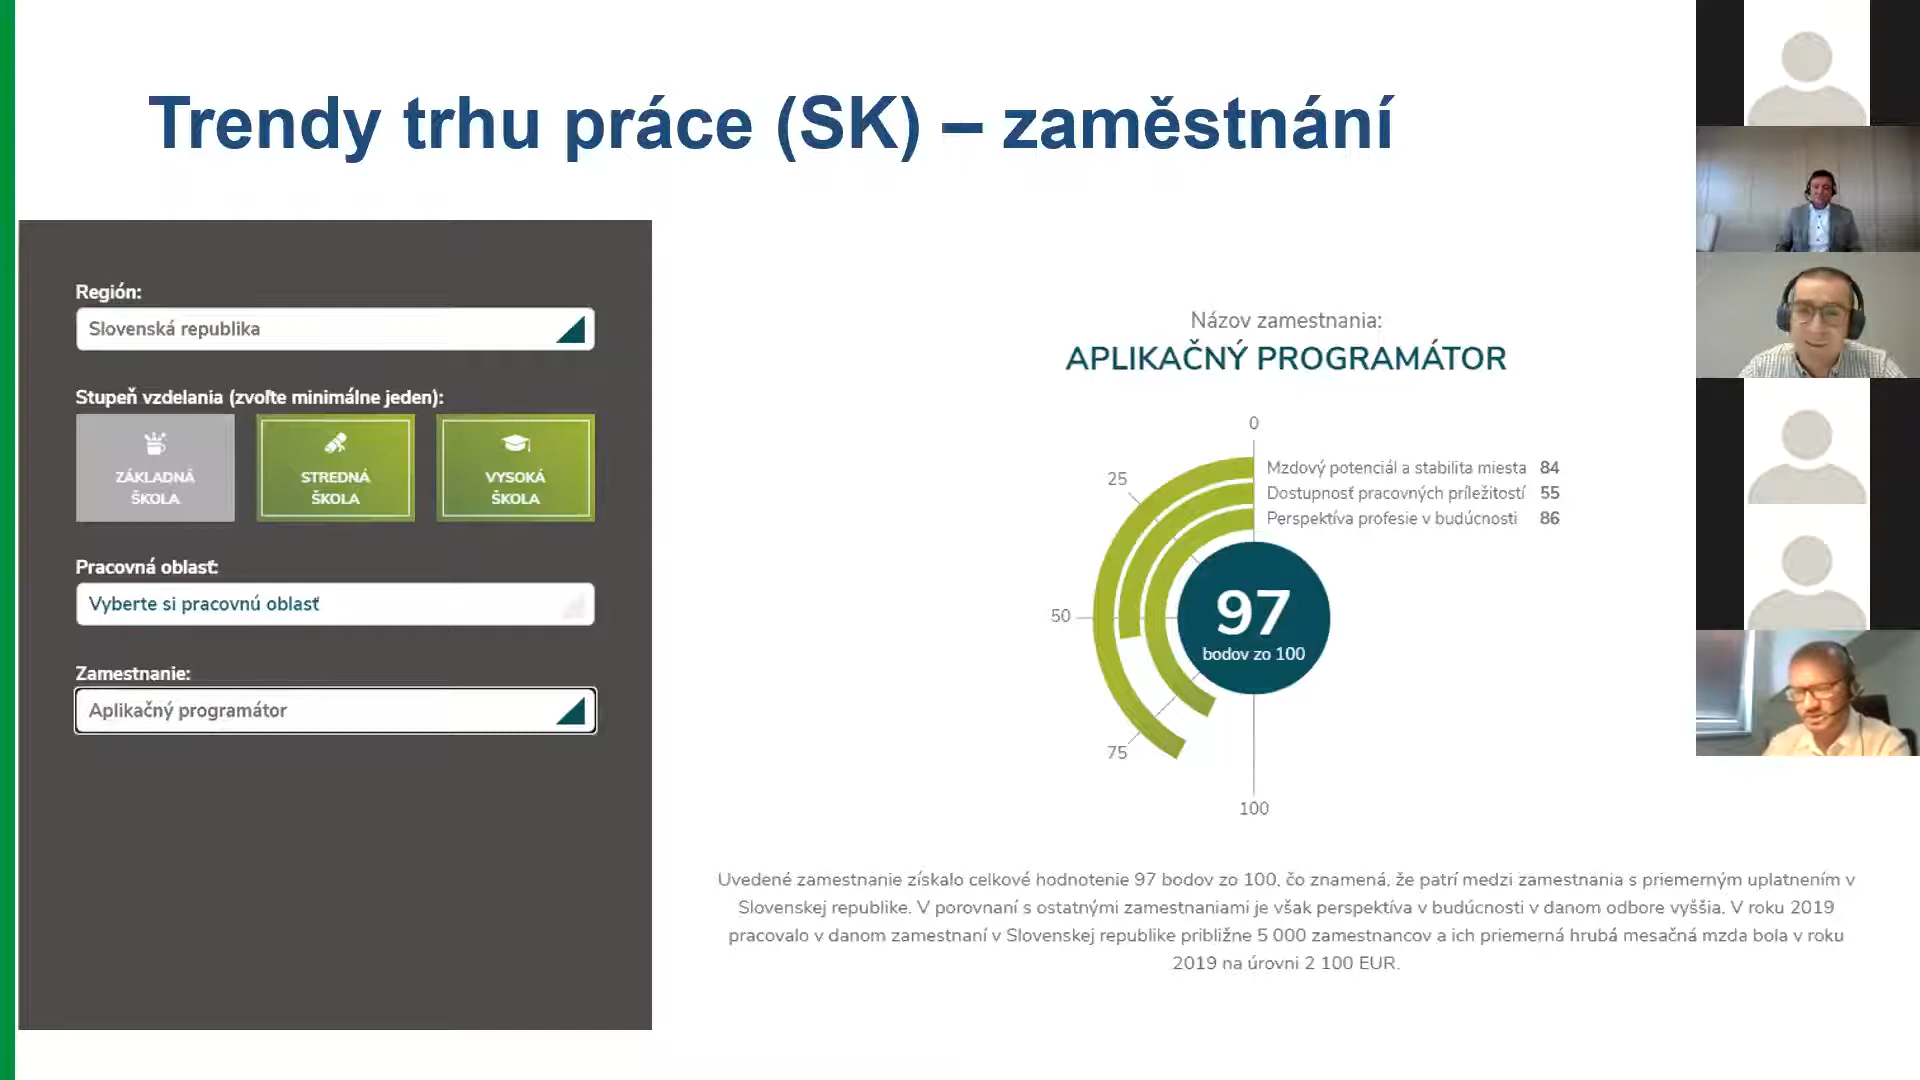 Trendy trhu práce (SK) – zaměstnání
Región:
Slovenská republika
Stupeň vzdelania (zvoľte minimálne jeden):
ZÁKLADNÁ
ŠKOLA
STREDNÁ
ŠKOLA
VYSOKÁ
ŠKOLA
Pracovná oblasť:
Vyberte si pracovnú oblasť
Zamestnanie:
Aplikačný programátor
Názov zamestnania:
APLIKAČNÝ PROGRAMÁTOR
0
25
50
75
100
Mzdový potenciál a stabilita miesta 84
Dostupnosť pracovných príležitostí 55
Perspektíva profesie v budúcnosti 86
97
bodov zo 100
Uvedené zamestnanie získalo celkové hodnotenie 97 bodov zo 100, čo znamená, že patrí medzi zamestnania s priemerným uplatnením v
Slovenskej republike. V porovnaní s ostatnými zamestnaniami je však perspektíva v budúcnosti v danom odbore vyššia. V roku 2019
pracovalo v danom zamestnaní v Slovenskej republike približne 5 000 zamestnancov a ich priemerná hrubá mesačná mzda bola v roku
2019 na úrovni 2 100 EUR.